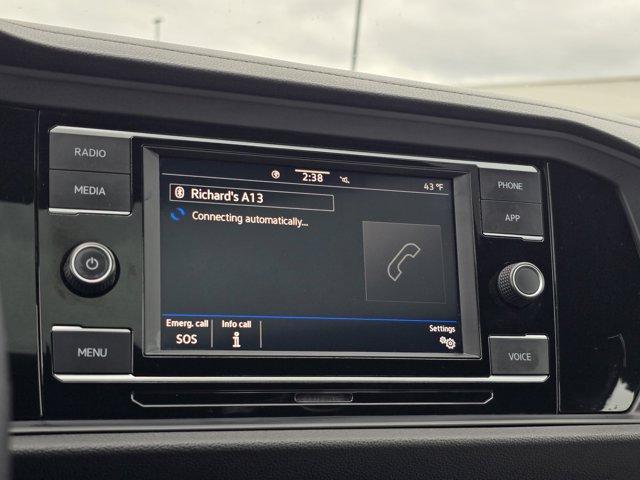 RADIO
MEDIA
MENU
2:38
43 °F
Richard's A13
Connecting automatically...
Emerg. call
SOS
Info call
i
Settings
PHONE
APP
VOICE